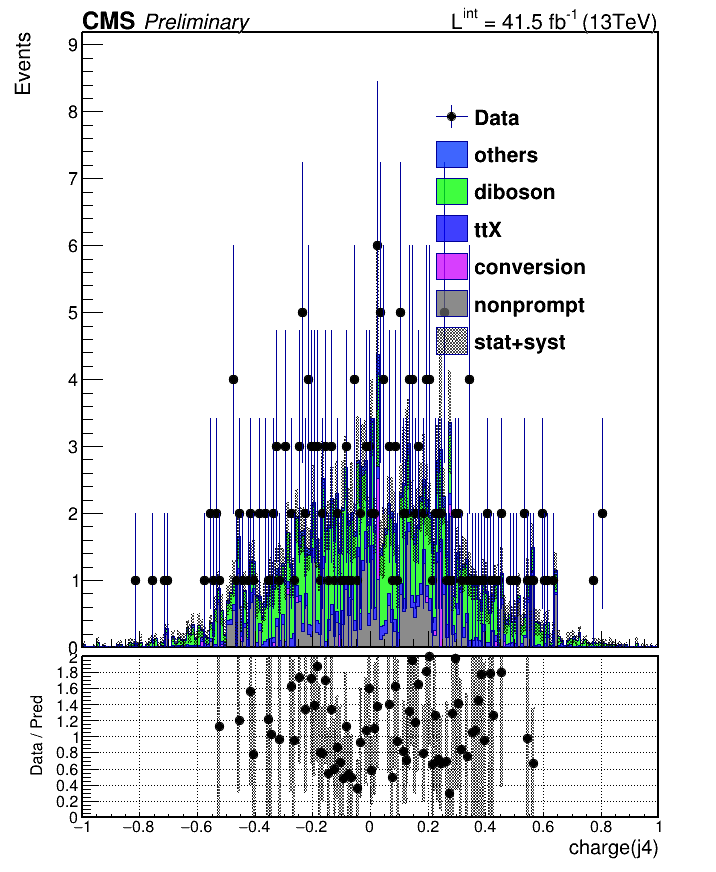 CMS Preliminary L^int = 41.5 fb^-1 (13TeV)
Events
9
8
7
6
5
4
3
2
1
0
Data
others
diboson
ttX
conversion
nonprompt
stat+syst
Data / Pred
2
1.8
1.6
1.4
1.2
1
0.8
0.6
0.4
0.2
0
−1 −0.8 −0.6 −0.4 −0.2 0 0.2 0.4 0.6 0.8 1
charge(j4)